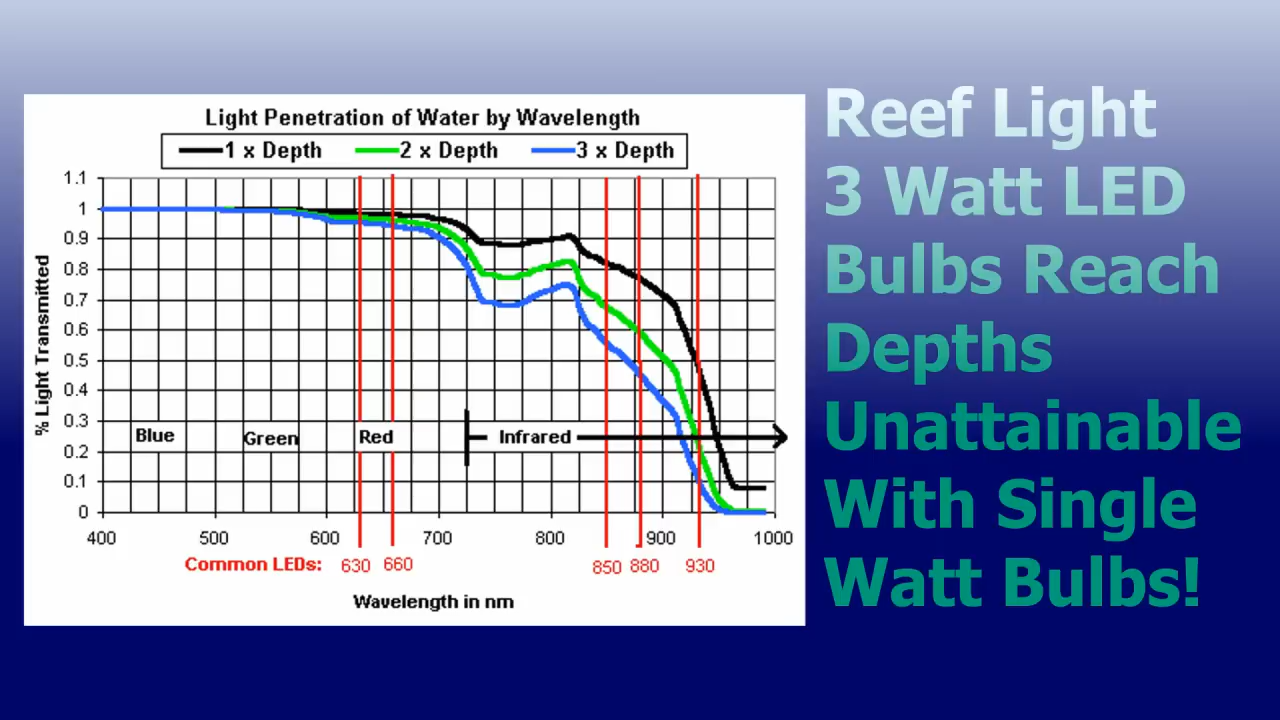 Light Penetration of Water by Wavelength
1 x Depth 2 x Depth 3 x Depth
% Light Transmitted
1.1
1
0.9
0.8
0.7
0.6
0.5
0.4
0.3
0.2
0.1
0
Blue Green Red Infrared
400 500 600 700 800 900 1000
Common LEDs: 630 660 850 880 930
Wavelength in nm
Reef Light
3 Watt LED
Bulbs Reach
Depths
Unattainable
With Single
Watt Bulbs!